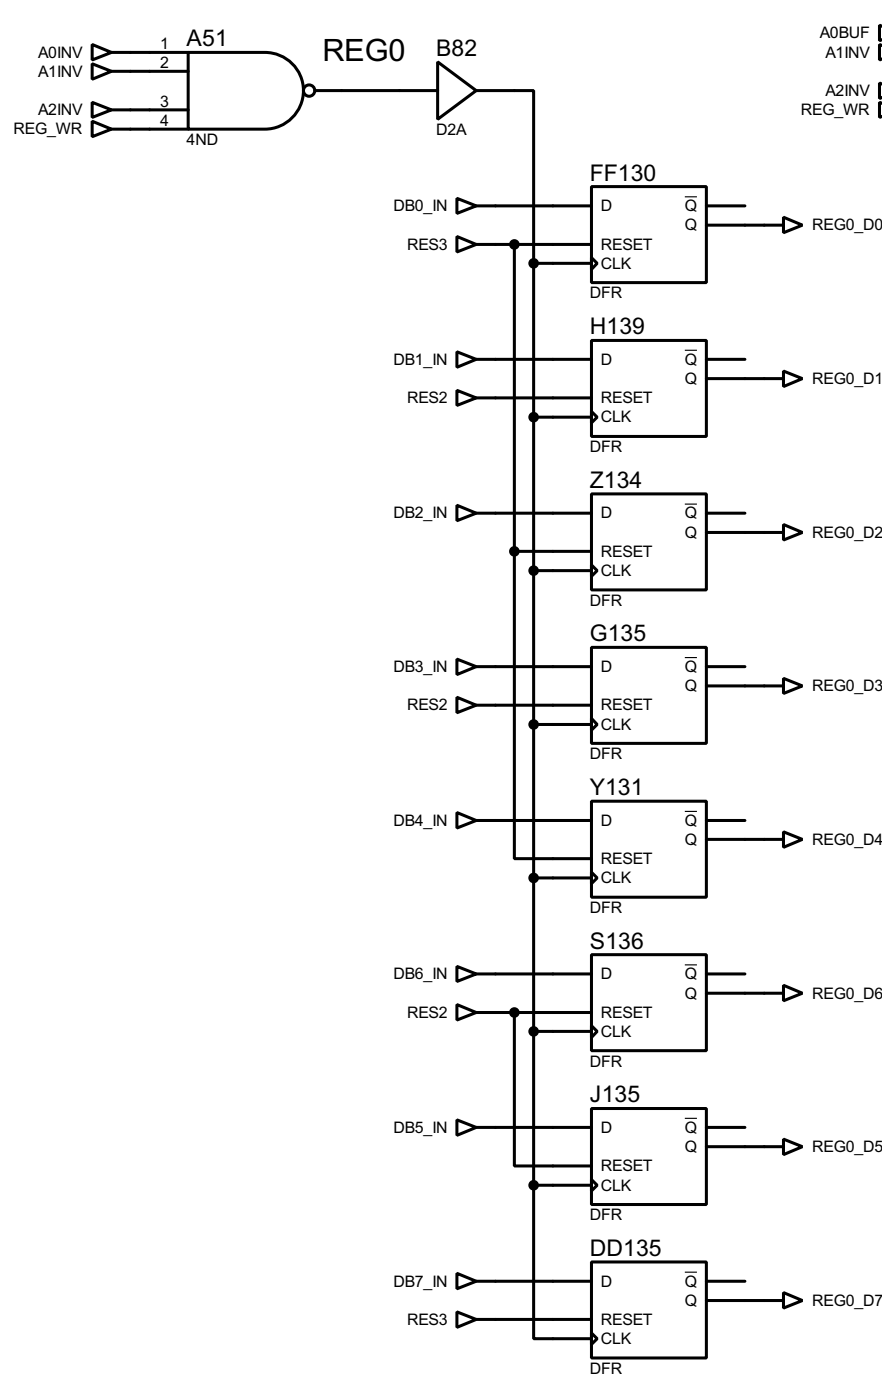 A51
REG0
B82
A0BUF
A0INV
1
A1INV
A1INV
2
A2INV
3
A2INV
REG_WR
4
REG_WR
4ND
D2A
FF130
DB0_IN
D
Q
Q
REG0_D0
RES3
RESET
CLK
DFR
H139
DB1_IN
D
Q
Q
REG0_D1
RES2
RESET
CLK
DFR
Z134
DB2_IN
D
Q
Q
REG0_D2
RESET
CLK
DFR
G135
DB3_IN
D
Q
Q
REG0_D3
RES2
RESET
CLK
DFR
Y131
DB4_IN
D
Q
Q
REG0_D4
RESET
CLK
DFR
S136
DB6_IN
D
Q
Q
REG0_D6
RES2
RESET
CLK
DFR
J135
DB5_IN
D
Q
Q
REG0_D5
RESET
CLK
DFR
DD135
DB7_IN
D
Q
Q
REG0_D7
RES3
RESET
CLK
DFR